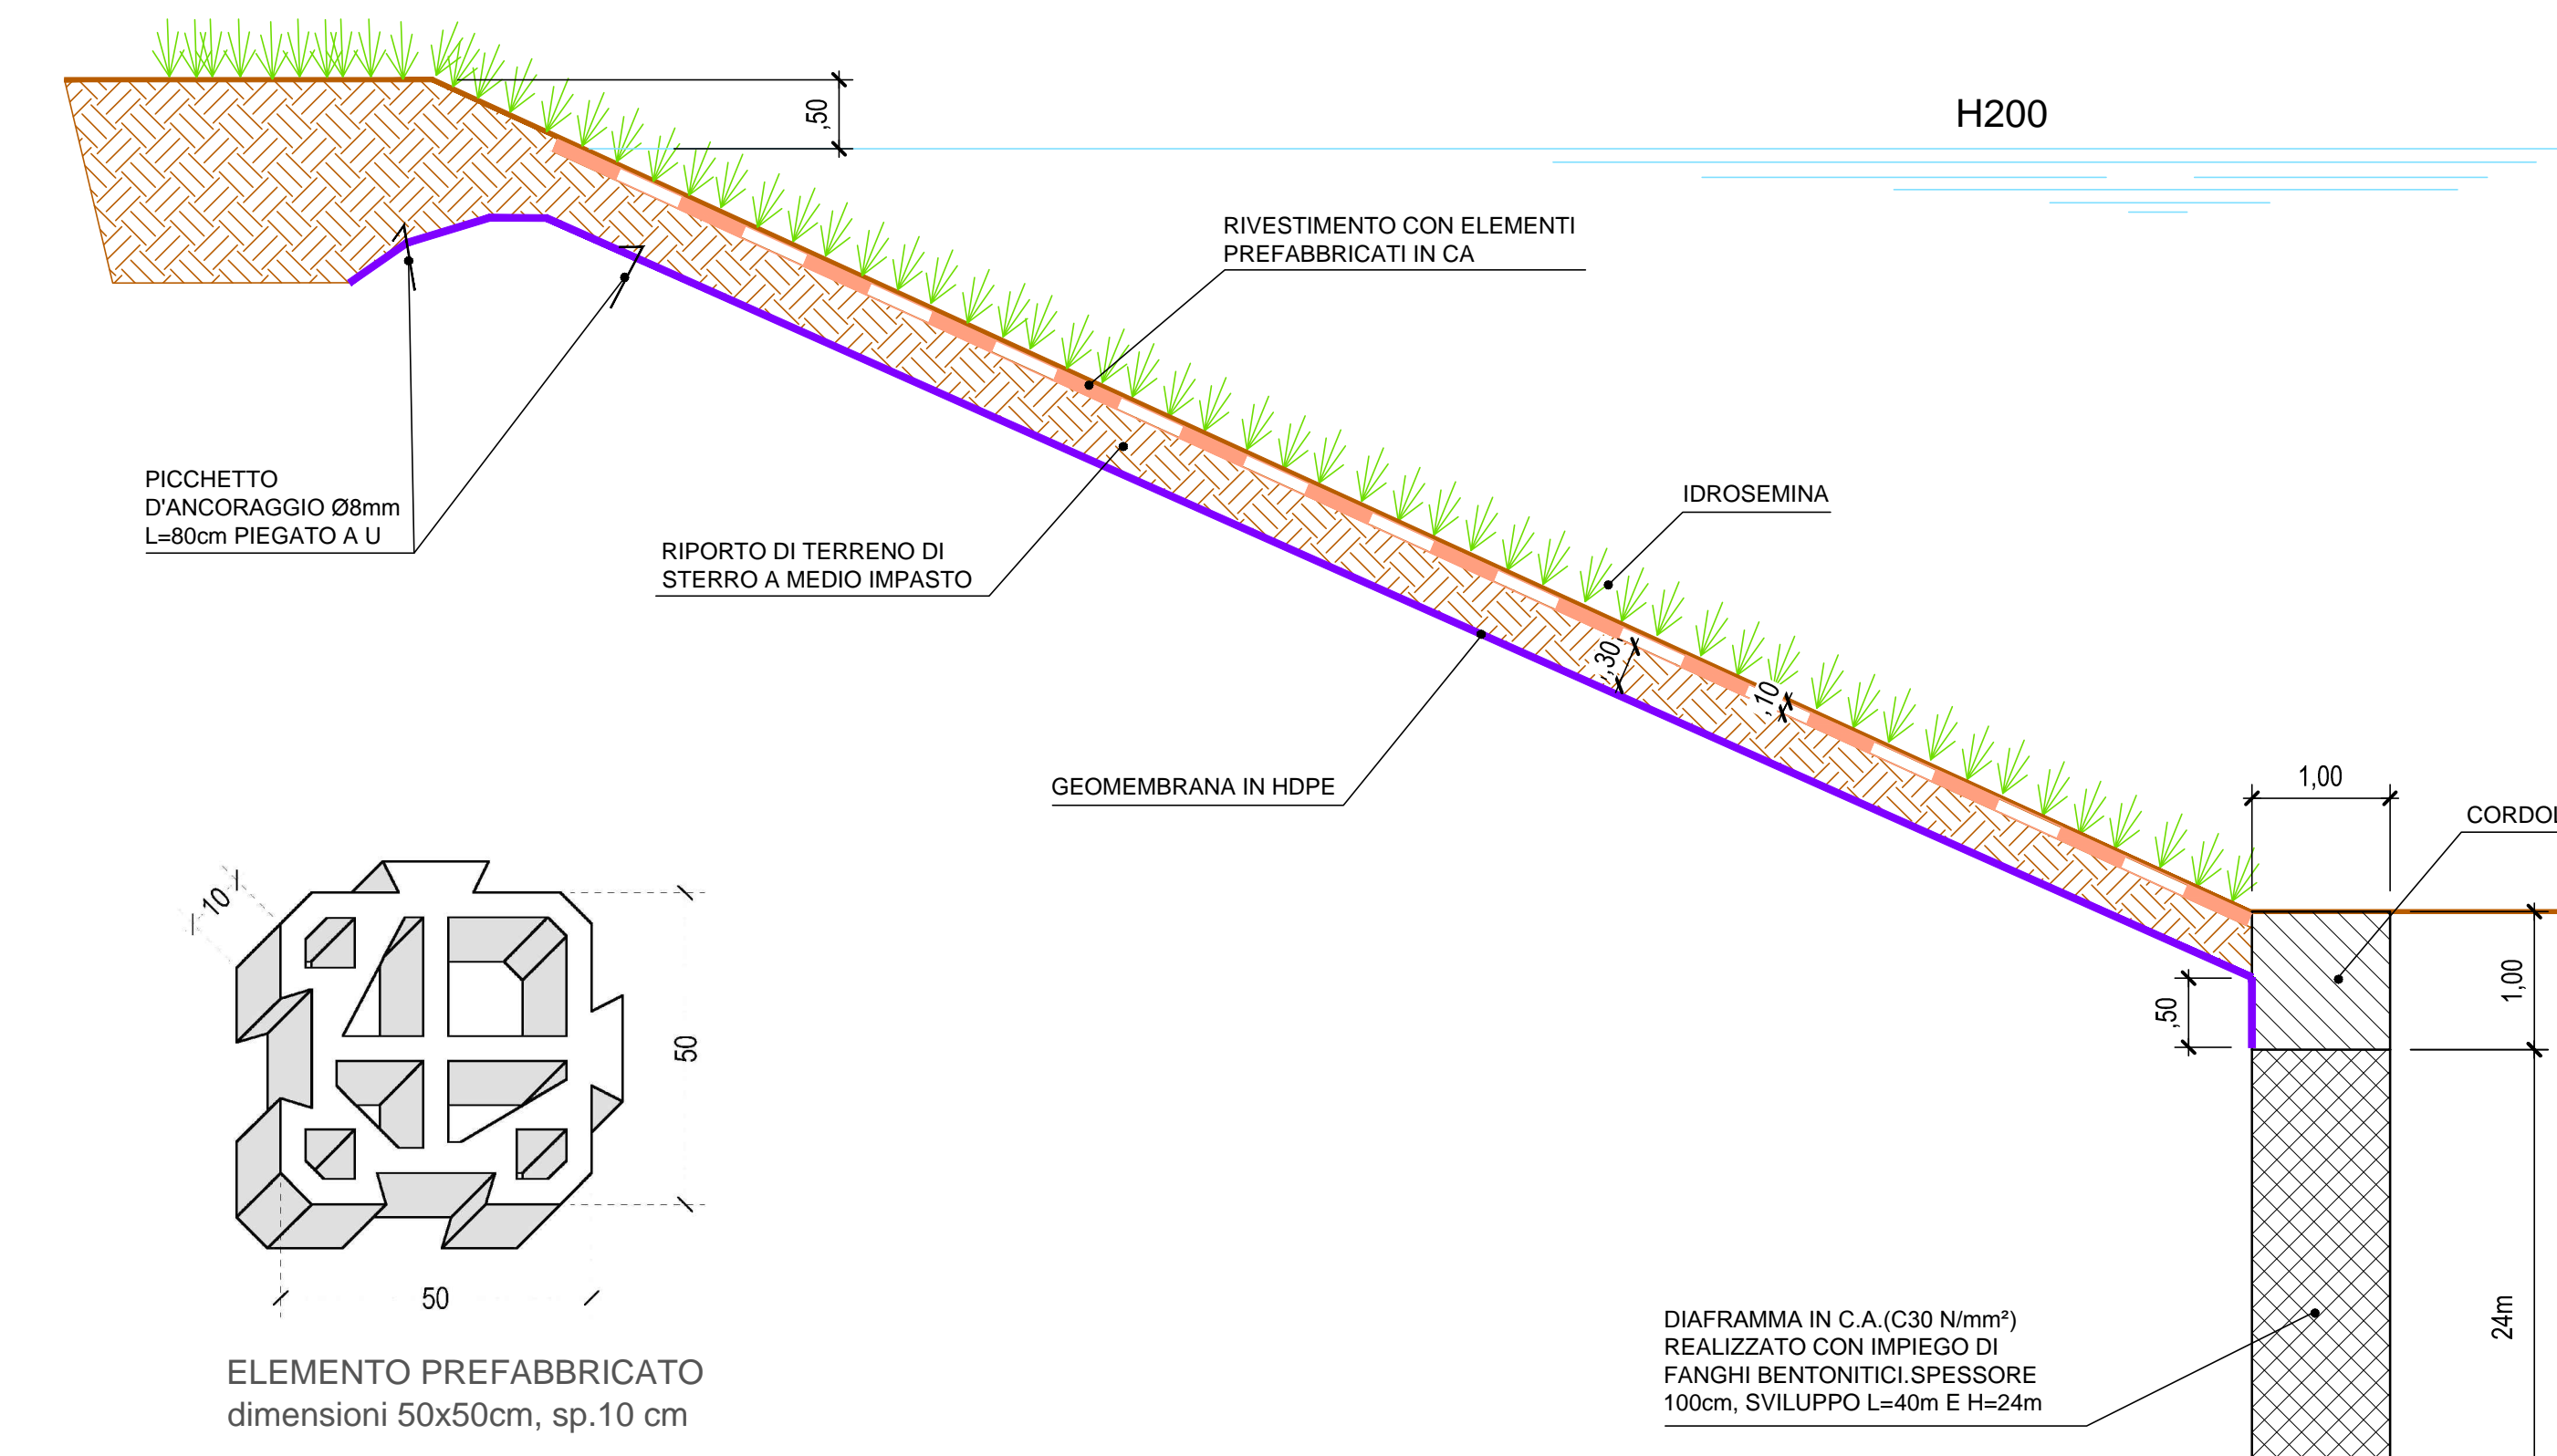 ,50
H200
RIVESTIMENTO CON ELEMENTI
PREFABBRICATI IN CA
PICCHETTO
D'ANCORAGGIO Ø8mm
L=80cm PIEGATO A U
IDROSEMINA
RIPORTO DI TERRENO DI
STERRO A MEDIO IMPASTO
,30
,10
GEOMEMBRANA IN HDPE
1,00
CORDOL
10
50
50
,50
1,00
24m
DIAFRAMMA IN C.A.(C30 N/mm²)
REALIZZATO CON IMPIEGO DI
FANGHI BENTONITICI.SPESSORE
100cm, SVILUPPO L=40m E H=24m
ELEMENTO PREFABBRICATO
dimensioni 50x50cm, sp.10 cm